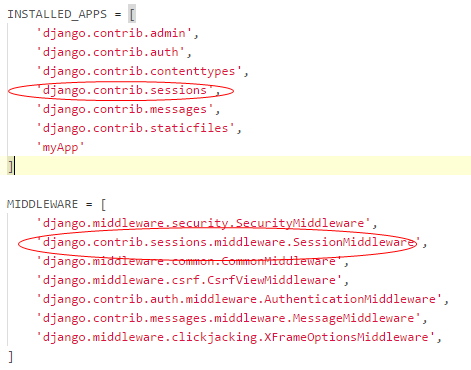 INSTALLED_APPS = [
'django.contrib.admin',
'django.contrib.auth',
'django.contrib.contenttypes',
'django.contrib.sessions',
'django.contrib.messages',
'django.contrib.staticfiles',
'myApp'
]
MIDDLEWARE = [
'django.middleware.security.SecurityMiddleware',
'django.contrib.sessions.middleware.SessionMiddleware',
'django.middleware.common.CommonMiddleware',
'django.middleware.csrf.CsrfViewMiddleware',
'django.contrib.auth.middleware.AuthenticationMiddleware',
'django.contrib.messages.middleware.MessageMiddleware',
'django.middleware.clickjacking.XFrameOptionsMiddleware',
]